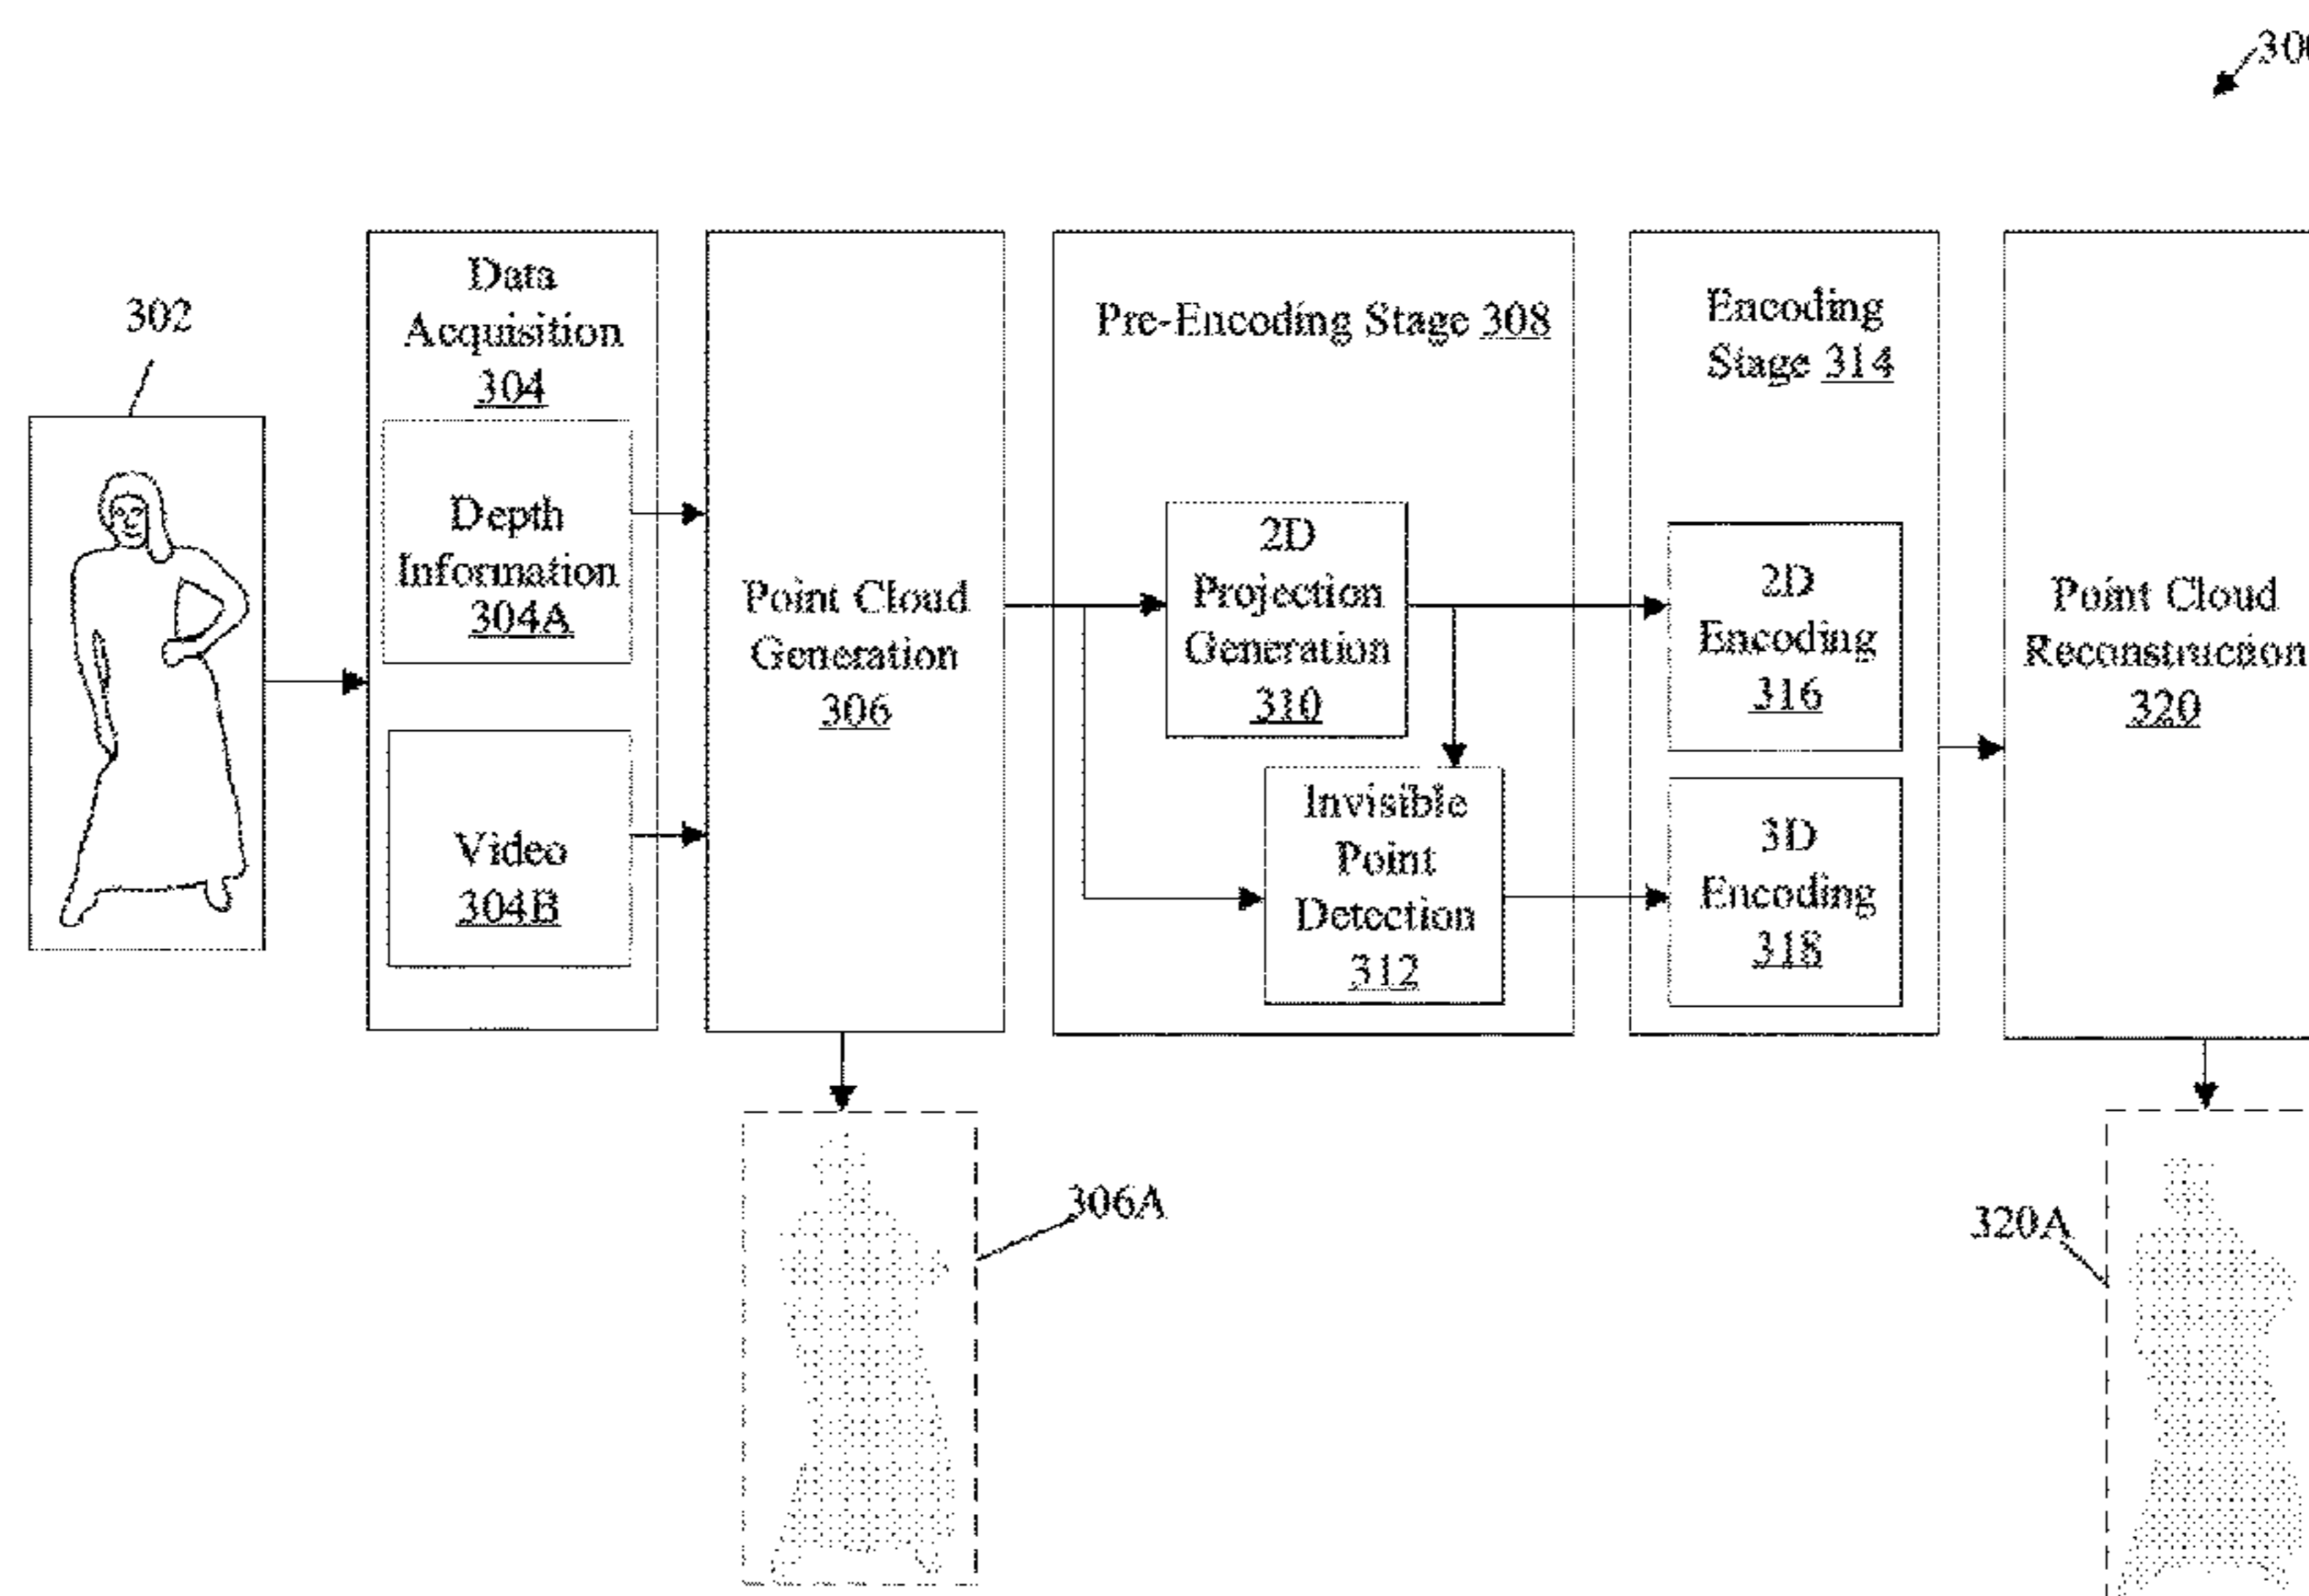 300
302
Data
Acquisition
304
Depth
Information
304A
Video
304B
Point Cloud
Generation
306
Pre-Encoding Stage 308
2D
Projection
Generation
310
Invisible
Point
Detection
312
Encoding
Stage 314
2D
Encoding
316
3D
Encoding
318
Point Cloud
Reconstruction
320
306A
320A